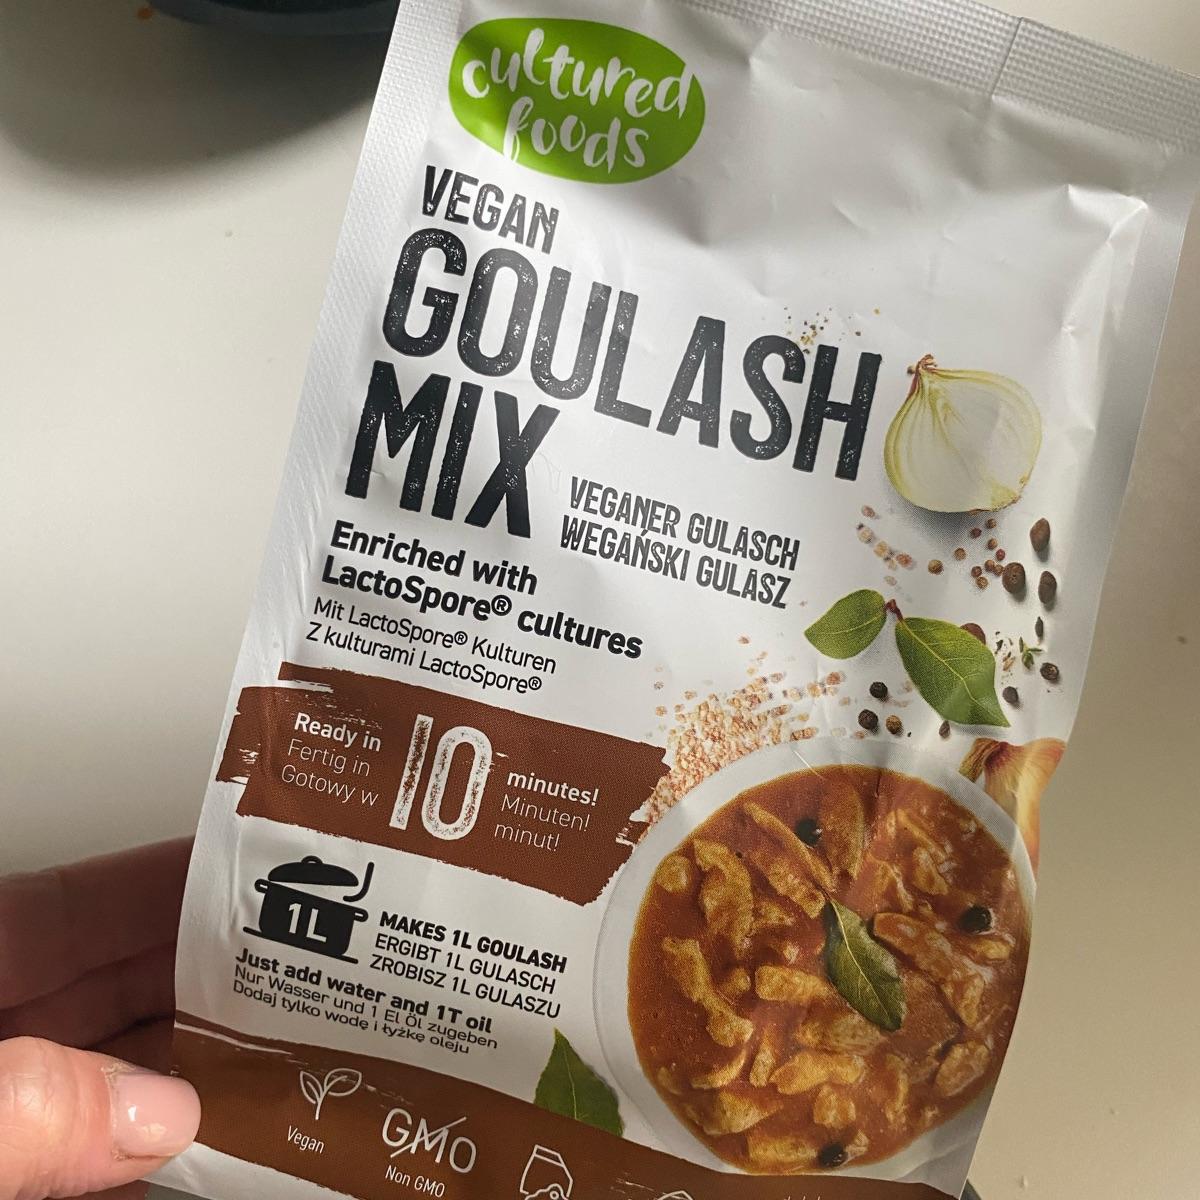 cultured
foods
VEGAN
GOULASH
MIX
VEGANER GULASCH
WEGAŃSKI GULASZ
Enriched with
LactoSpore® cultures
Mit LactoSpore® Kulturen
Z kulturami LactoSpore®
Ready in
Fertig in
Gotowy w
10
minutes!
Minuten!
minut!
1L
MAKES 1L GOULASH
ERGIBT 1L GULASCH
ZROBISZ 1L GULASZU
Just add water and 1T oil
Nur Wasser und 1 El Öl zugeben
Dodaj tylko wodę i łyżkę oleju
GMO
Vegan
Non GMO